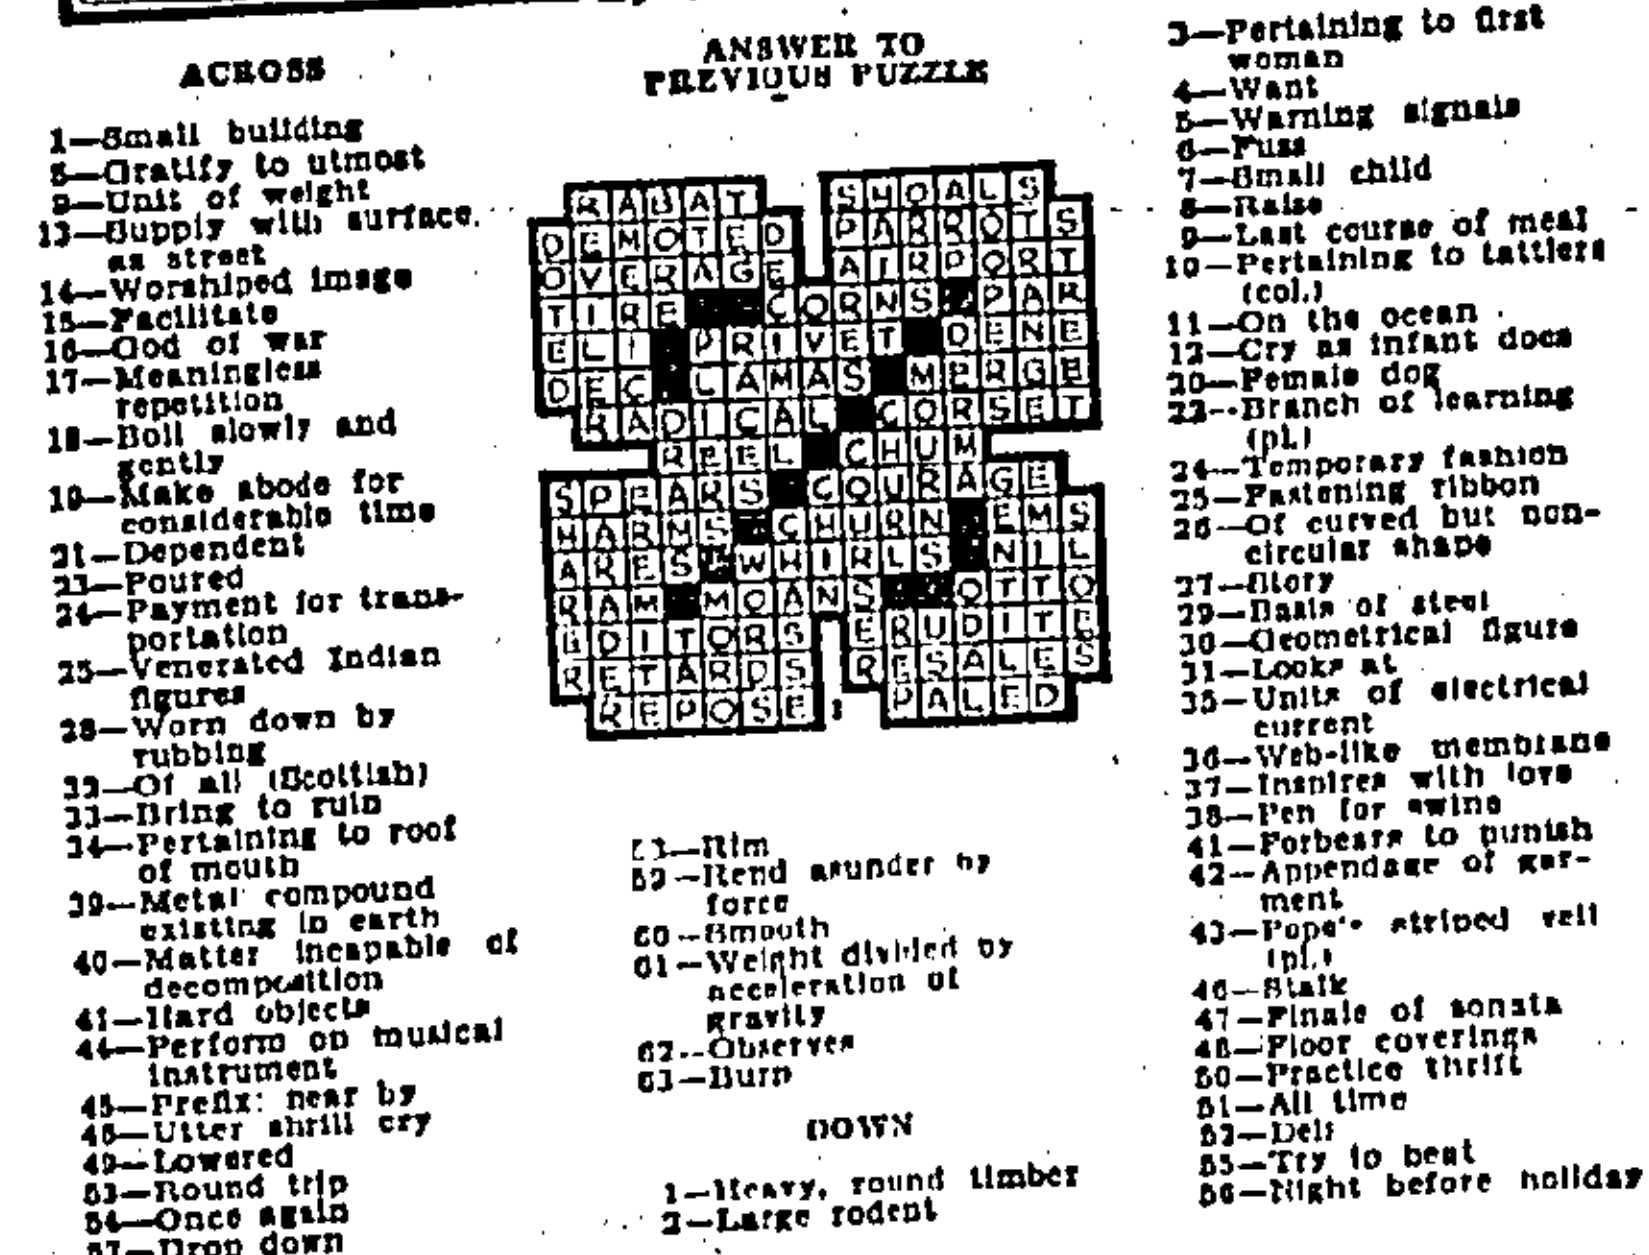 ACROSS
1—Small building
5—Gratify to utmost
9—Unit of weight
13—Supply with surface,
as street
14—Worshiped image
15—Facilitate
16—God of war
17—Meaningless
repetition
18—Boil slowly and
gently
19—Make abode for
considerable time
21—Dependent
23—Poured
24—Payment for trans-
portation
25—Venerated Indian
figures
28—Worn down by
rubbing
32—Of all (Scottish)
33—Bring to ruin
34—Pertaining to roof
of mouth
39—Metal compound
existing in earth
40—Matter incapable of
decomposition
41—Hard objects
44—Perform on musical
instrument
45—Prefix: near by
46—Utter shrill cry
49—Lowered
53—Round trip
54—Once again
57—Drop down
ANSWER TO
PREVIOUS PUZZLE
RABAT SHOALS
DEMOTED PARROTS
OVERAGE AIRPORT
TIRE CORNS PAR
ELI PRIVET DENE
DEC LAMAS MERGE
RADICAL CORSET
REEL CHUM
SPEARS COURAGE
HARMS CHURN EMS
ARES WHIRLS NIL
RAM MOANS OTTO
EDITORS ERUDITE
RETARDS RESALES
REPOSE PALED
58—Rim
59—Rend asunder by
force
60—Smooth
61—Weight divided by
acceleration of
gravity
62—Observes
63—Burn
DOWN
1—Heavy, round timber
2—Large rodent
3—Pertaining to first
woman
4—Want
5—Warning signals
6—Fuss
7—Small child
8—Raise
9—Last course of meal
10—Pertaining to tattlers
(col.)
11—On the ocean
12—Cry as infant does
20—Female dog
22—Branch of learning
(pl.)
24—Temporary fashion
25—Fastening ribbon
26—Of curved but non-
circular shape
27—Story
29—Basis of steel
30—Geometrical figure
31—Looks at
35—Units of electrical
current
36—Web-like membrane
37—Inspires with love
38—Pen for swine
41—Forbears to punish
42—Appendage of gar-
ment
43—Pope's striped veil
(pl.)
46—Stalk
47—Finale of sonata
48—Floor coverings
50—Practice thrift
51—All time
52—Deli
55—Try to beat
56—Night before holiday